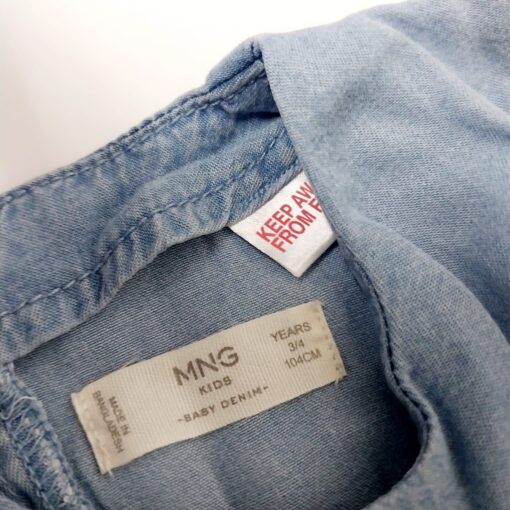 KEEP AW
FROM F
MNG
KIDS
-BABY DENIM-
YEARS
3/4
104CM
MADE IN
BANGLADESH